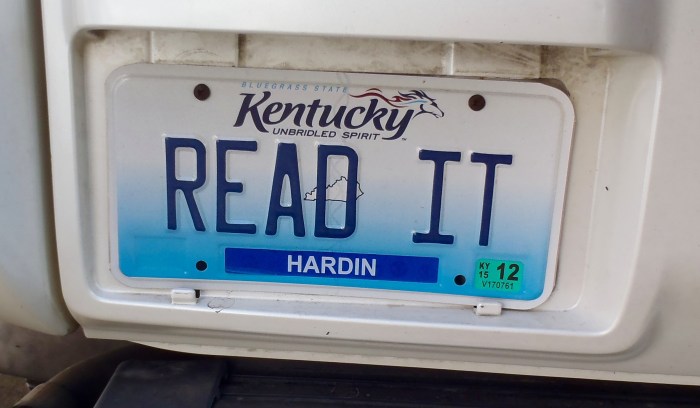 BLUEGRASS STATE
Kentucky
UNBRIDLED SPIRIT
READ IT
HARDIN
KY 15 12
V170761